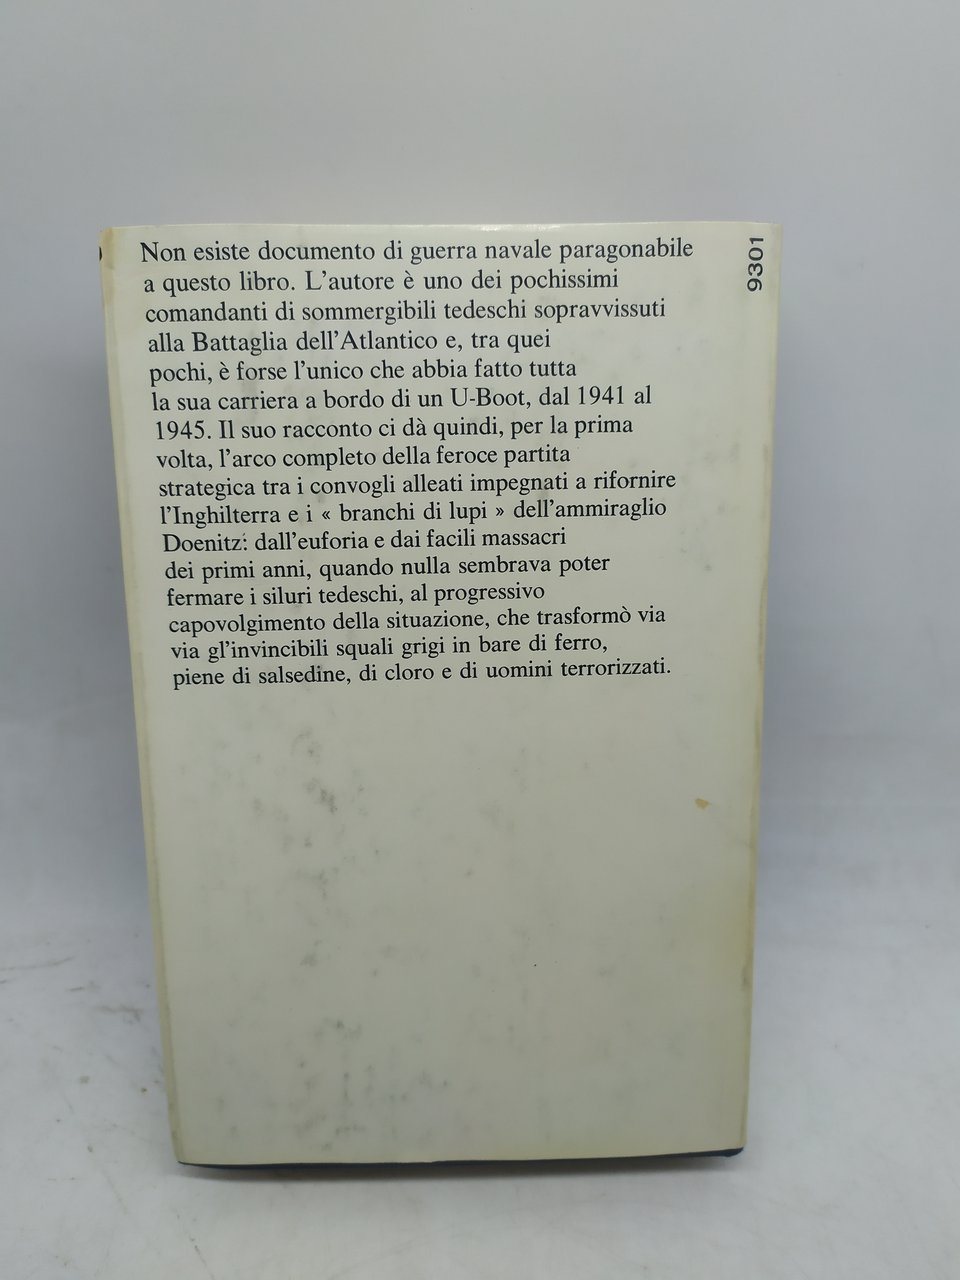 Non esiste documento di guerra navale paragonabile
a questo libro. L'autore è uno dei pochissimi
comandanti di sommergibili tedeschi sopravvissuti
alla Battaglia dell'Atlantico e, tra quei
pochi, è forse l'unico che abbia fatto tutta
la sua carriera a bordo di un U-Boot, dal 1941 al
1945. Il suo racconto ci dà quindi, per la prima
volta, l'arco completo della feroce partita
strategica tra i convogli alleati impegnati a rifornire
l'Inghilterra e i « branchi di lupi » dell'ammiraglio
Doenitz: dall'euforia e dai facili massacri
dei primi anni, quando nulla sembrava poter
fermare i siluri tedeschi, al progressivo
capovolgimento della situazione, che trasformò via
via gl'invincibili squali grigi in bare di ferro,
piene di salsedine, di cloro e di uomini terrorizzati.
9301